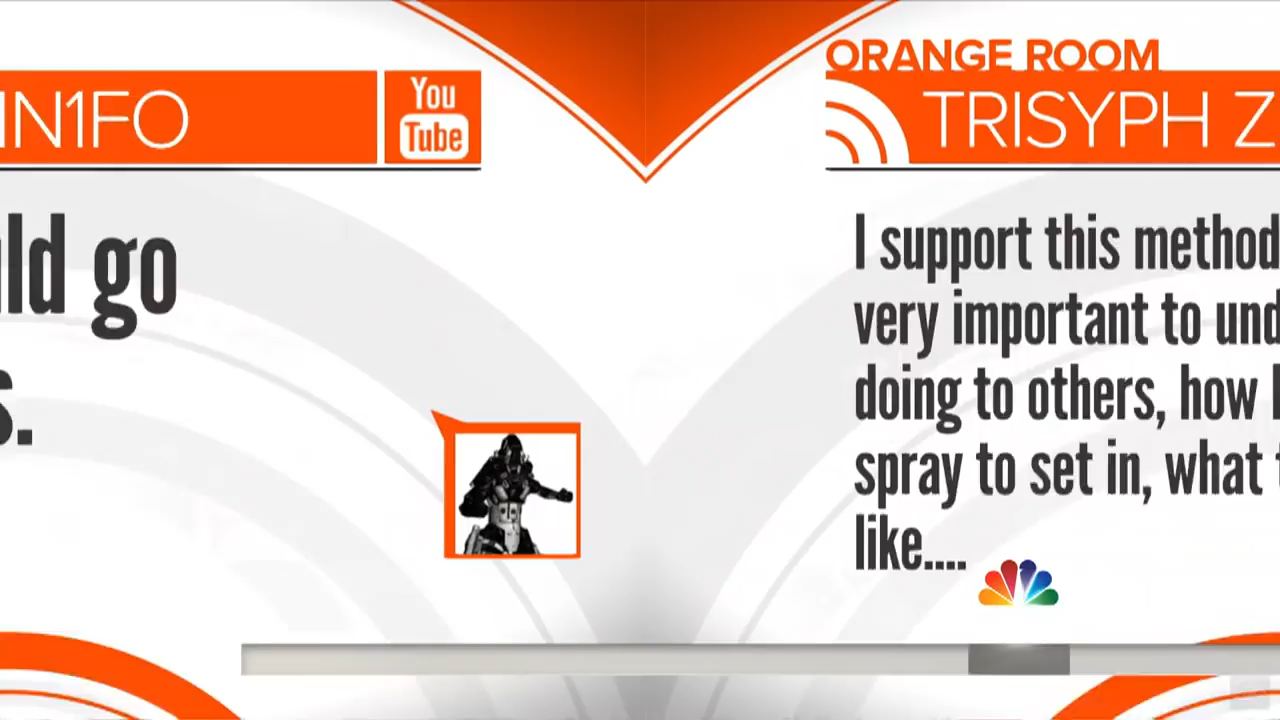 IN1FO
You
Tube
go
s.
ORANGE ROOM
TRISYPH Z
I support this method
very important to und
doing to others, how
spray to set in, what
like....